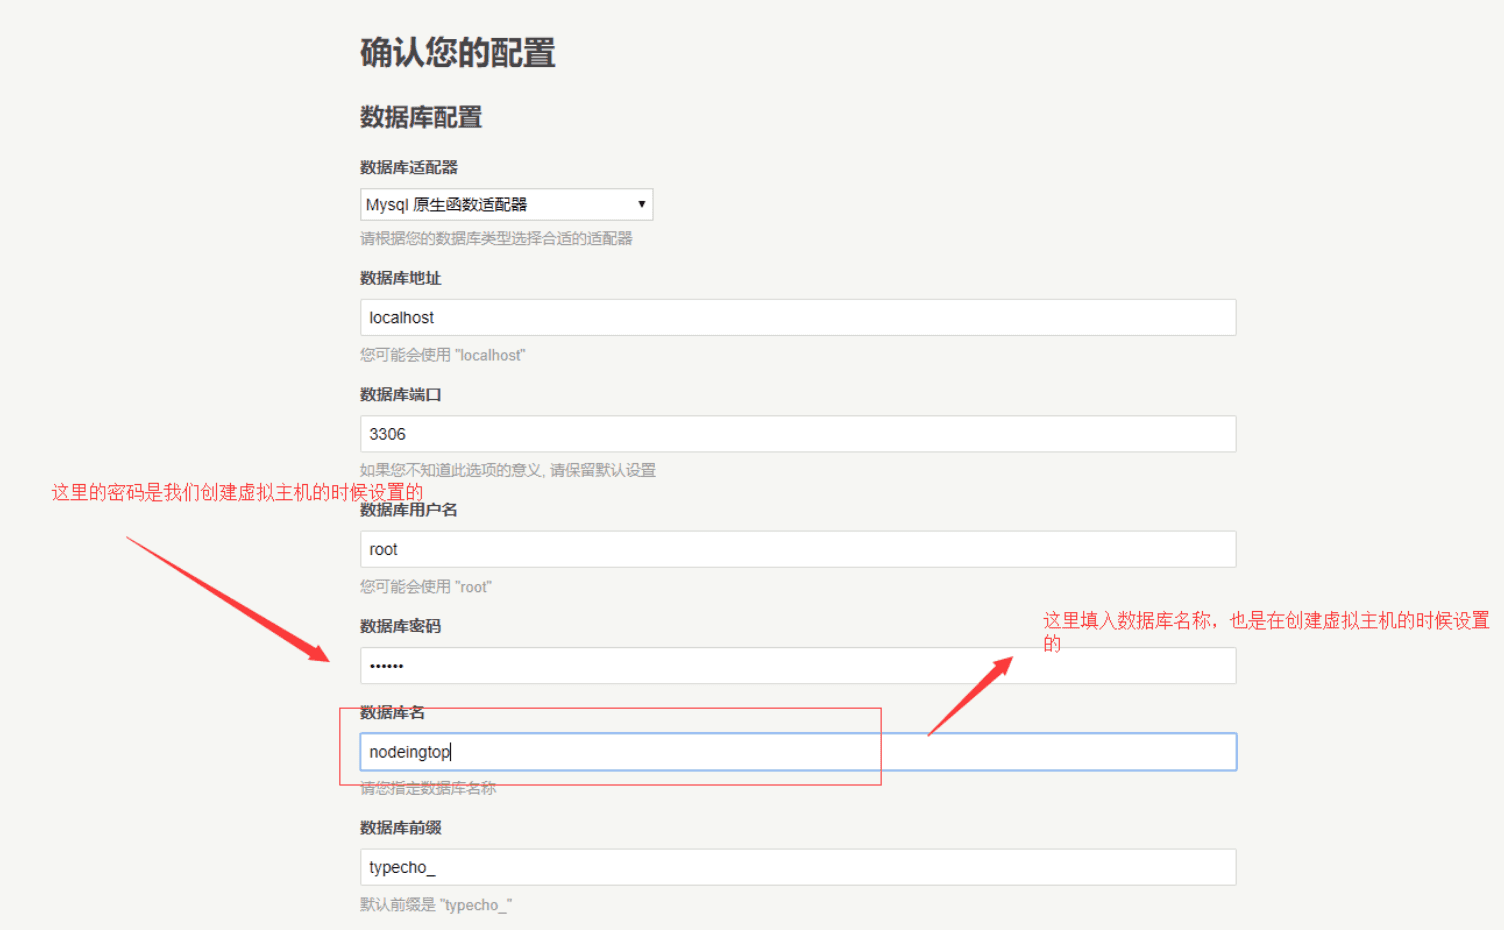 确认您的配置
数据库配置
数据库适配器
Mysql 原生函数适配器
请根据您的数据库类型选择合适的适配器
数据库地址
localhost
您可能会使用 "localhost"
数据库端口
3306
如果您不知道此选项的意义, 请保留默认设置
这里的密码是我们创建虚拟主机的时候设置的
数据库用户名
root
您可能会使用 "root"
这里填入数据库名称，也是在创建虚拟主机的时候设置
的
数据库密码
••••••
数据库名
nodeingtop
请您指定数据库名称
数据库前缀
typecho_
默认前缀是 "typecho_"